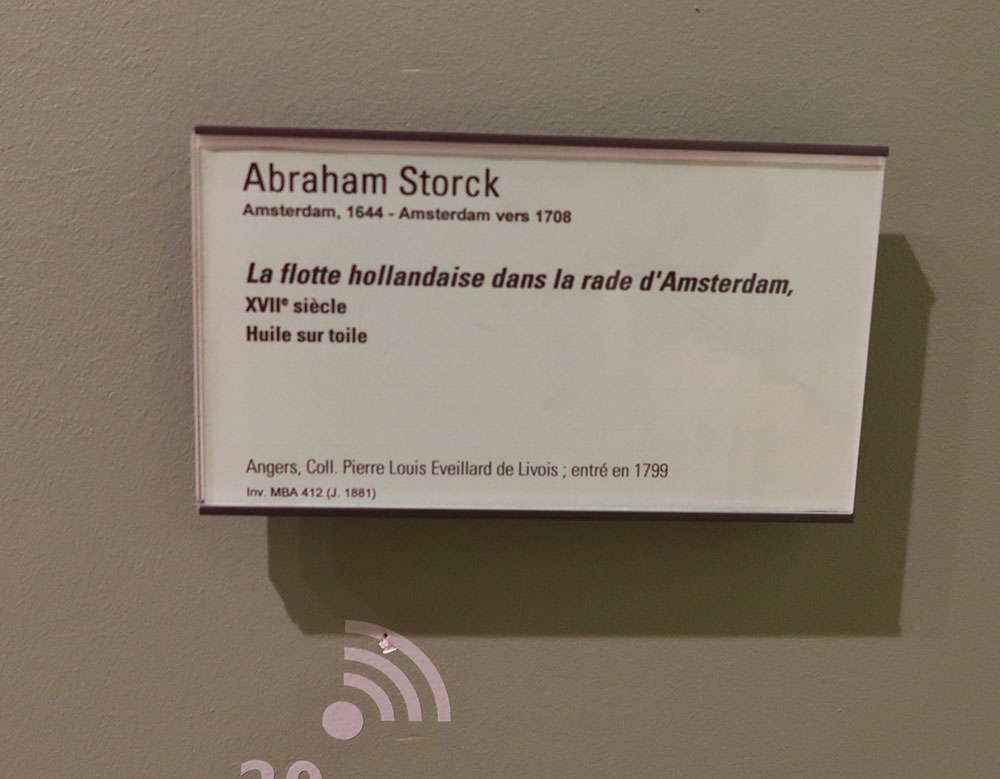 Abraham Storck
Amsterdam, 1644 - Amsterdam vers 1708
La flotte hollandaise dans la rade d'Amsterdam,
XVIIe siècle
Huile sur toile
Angers, Coll. Pierre Louis Eveillard de Livois ; entré en 1799
Inv. MBA 412 (J. 1881)